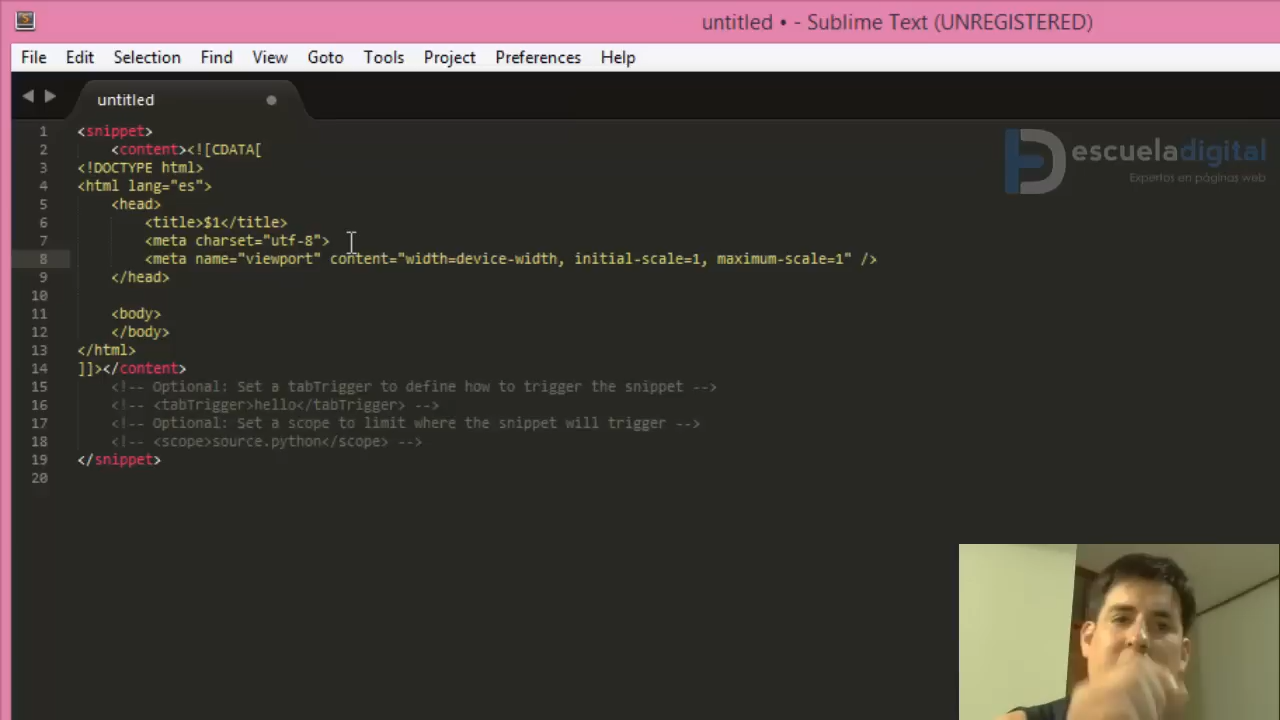 untitled • - Sublime Text (UNREGISTERED)
File Edit Selection Find View Goto Tools Project Preferences Help
untitled
1 <snippet>
2 <content><![CDATA[
3 <!DOCTYPE html>
4 <html lang="es">
5 <head>
6 <title>$1</title>
7 <meta charset="utf-8">
8 <meta name="viewport" content="width=device-width, initial-scale=1, maximum-scale=1" />
9 </head>
10
11 <body>
12 </body>
13 </html>
14 ]]></content>
15 <!-- Optional: Set a tabTrigger to define how to trigger the snippet -->
16 <!-- <tabTrigger>hello</tabTrigger> -->
17 <!-- Optional: Set a scope to limit where the snippet will trigger -->
18 <!-- <scope>source.python</scope> -->
19 </snippet>
20
escueladigital
Expertos en páginas web